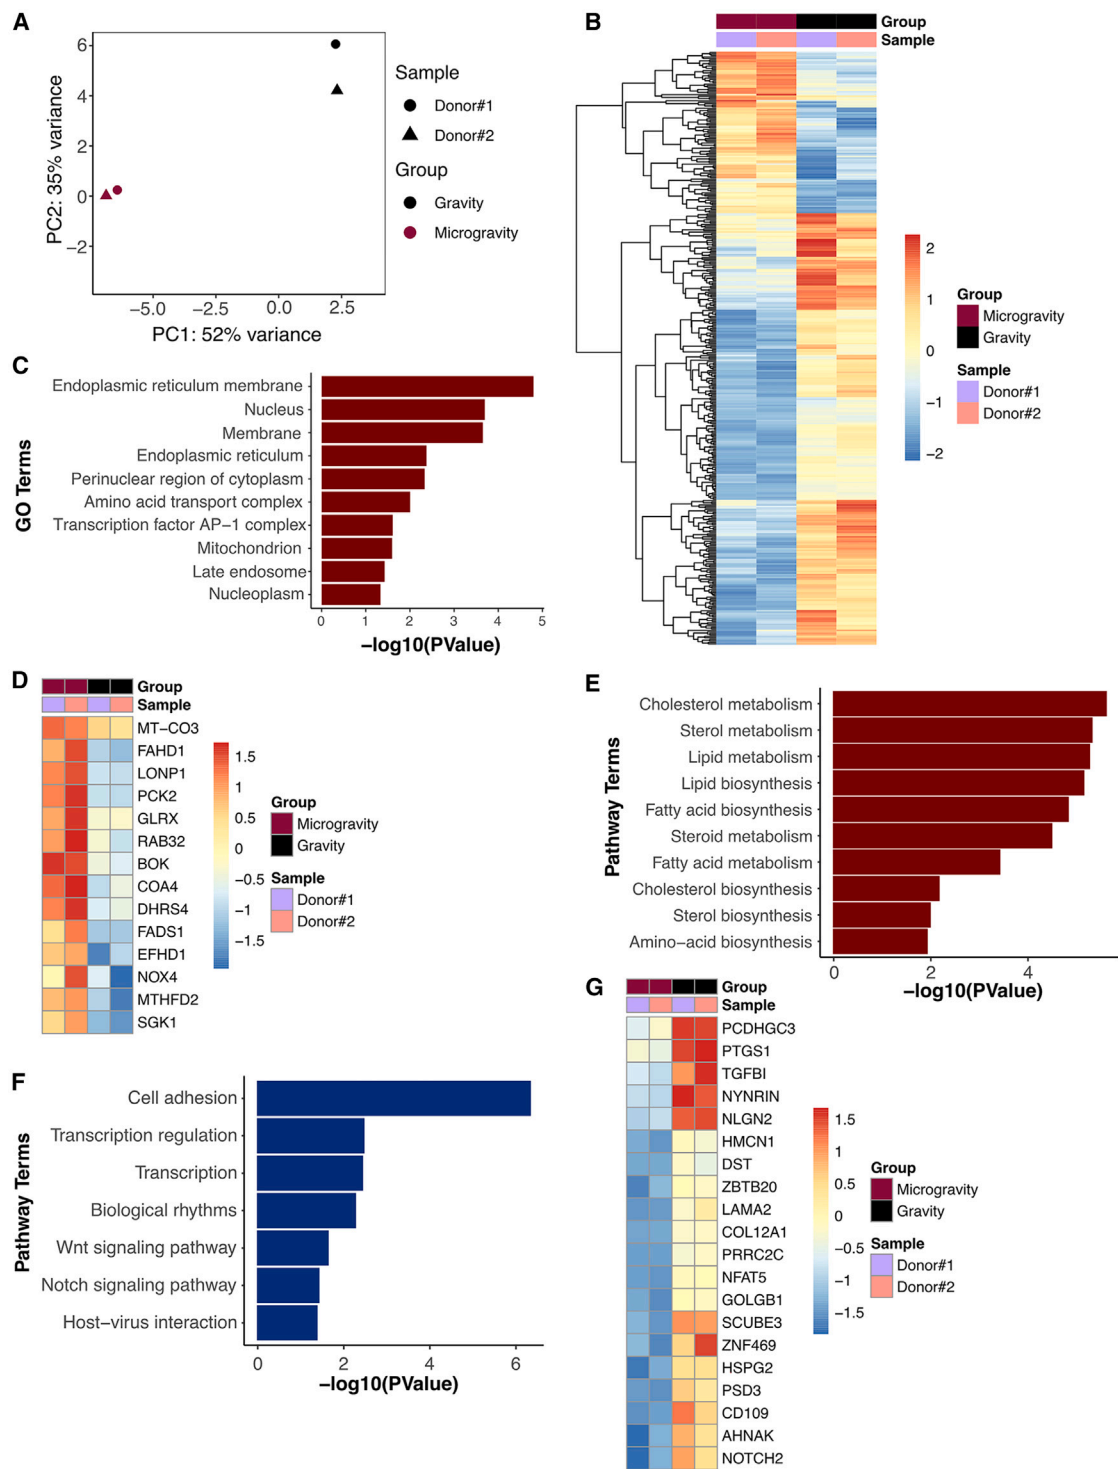 A
6
4
2
0
−2
PC2: 35% variance
−5.0
−2.5
0.0
2.5
PC1: 52% variance
Sample
Donor#1
Donor#2
Group
Gravity
Microgravity
B
Group
Sample
2
1
0
−1
−2
Group
Microgravity
Gravity
Sample
Donor#1
Donor#2
C
GO Terms
Endoplasmic reticulum membrane
Nucleus
Membrane
Endoplasmic reticulum
Perinuclear region of cytoplasm
Amino acid transport complex
Transcription factor AP−1 complex
Mitochondrion
Late endosome
Nucleoplasm
0
1
2
3
4
5
−log10(PValue)
D
Group
Sample
MT−CO3
FAHD1
LONP1
PCK2
GLRX
RAB32
BOK
COA4
DHRS4
FADS1
EFHD1
NOX4
MTHFD2
SGK1
1.5
1
0.5
0
−0.5
−1
−1.5
Group
Microgravity
Gravity
Sample
Donor#1
Donor#2
E
Pathway Terms
Cholesterol metabolism
Sterol metabolism
Lipid metabolism
Lipid biosynthesis
Fatty acid biosynthesis
Steroid metabolism
Fatty acid metabolism
Cholesterol biosynthesis
Sterol biosynthesis
Amino−acid biosynthesis
0
2
4
−log10(PValue)
F
Pathway Terms
Cell adhesion
Transcription regulation
Transcription
Biological rhythms
Wnt signaling pathway
Notch signaling pathway
Host−virus interaction
0
2
4
6
−log10(PValue)
G
Group
Sample
PCDHGC3
PTGS1
TGFBI
NYNRIN
NLGN2
HMCN1
DST
ZBTB20
LAMA2
COL12A1
PRRC2C
NFAT5
GOLGB1
SCUBE3
ZNF469
HSPG2
PSD3
CD109
AHNAK
NOTCH2
1.5
1
0.5
0
−0.5
−1
−1.5
Group
Microgravity
Gravity
Sample
Donor#1
Donor#2